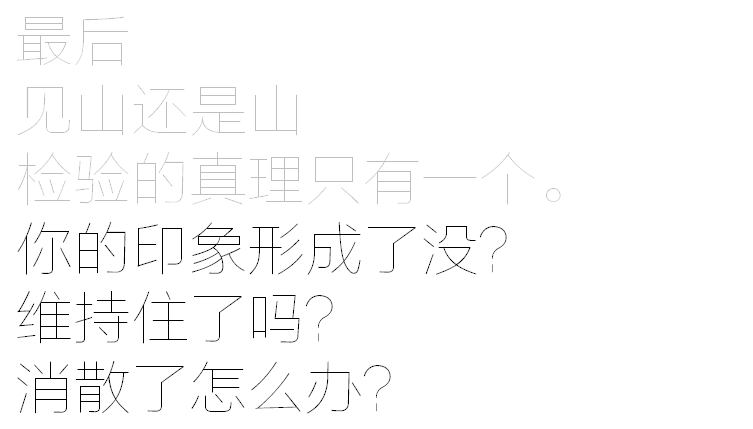 最后
见山还是山
检验的真理只有一个。
你的印象形成了没？
维持住了吗？
消散了怎么办？